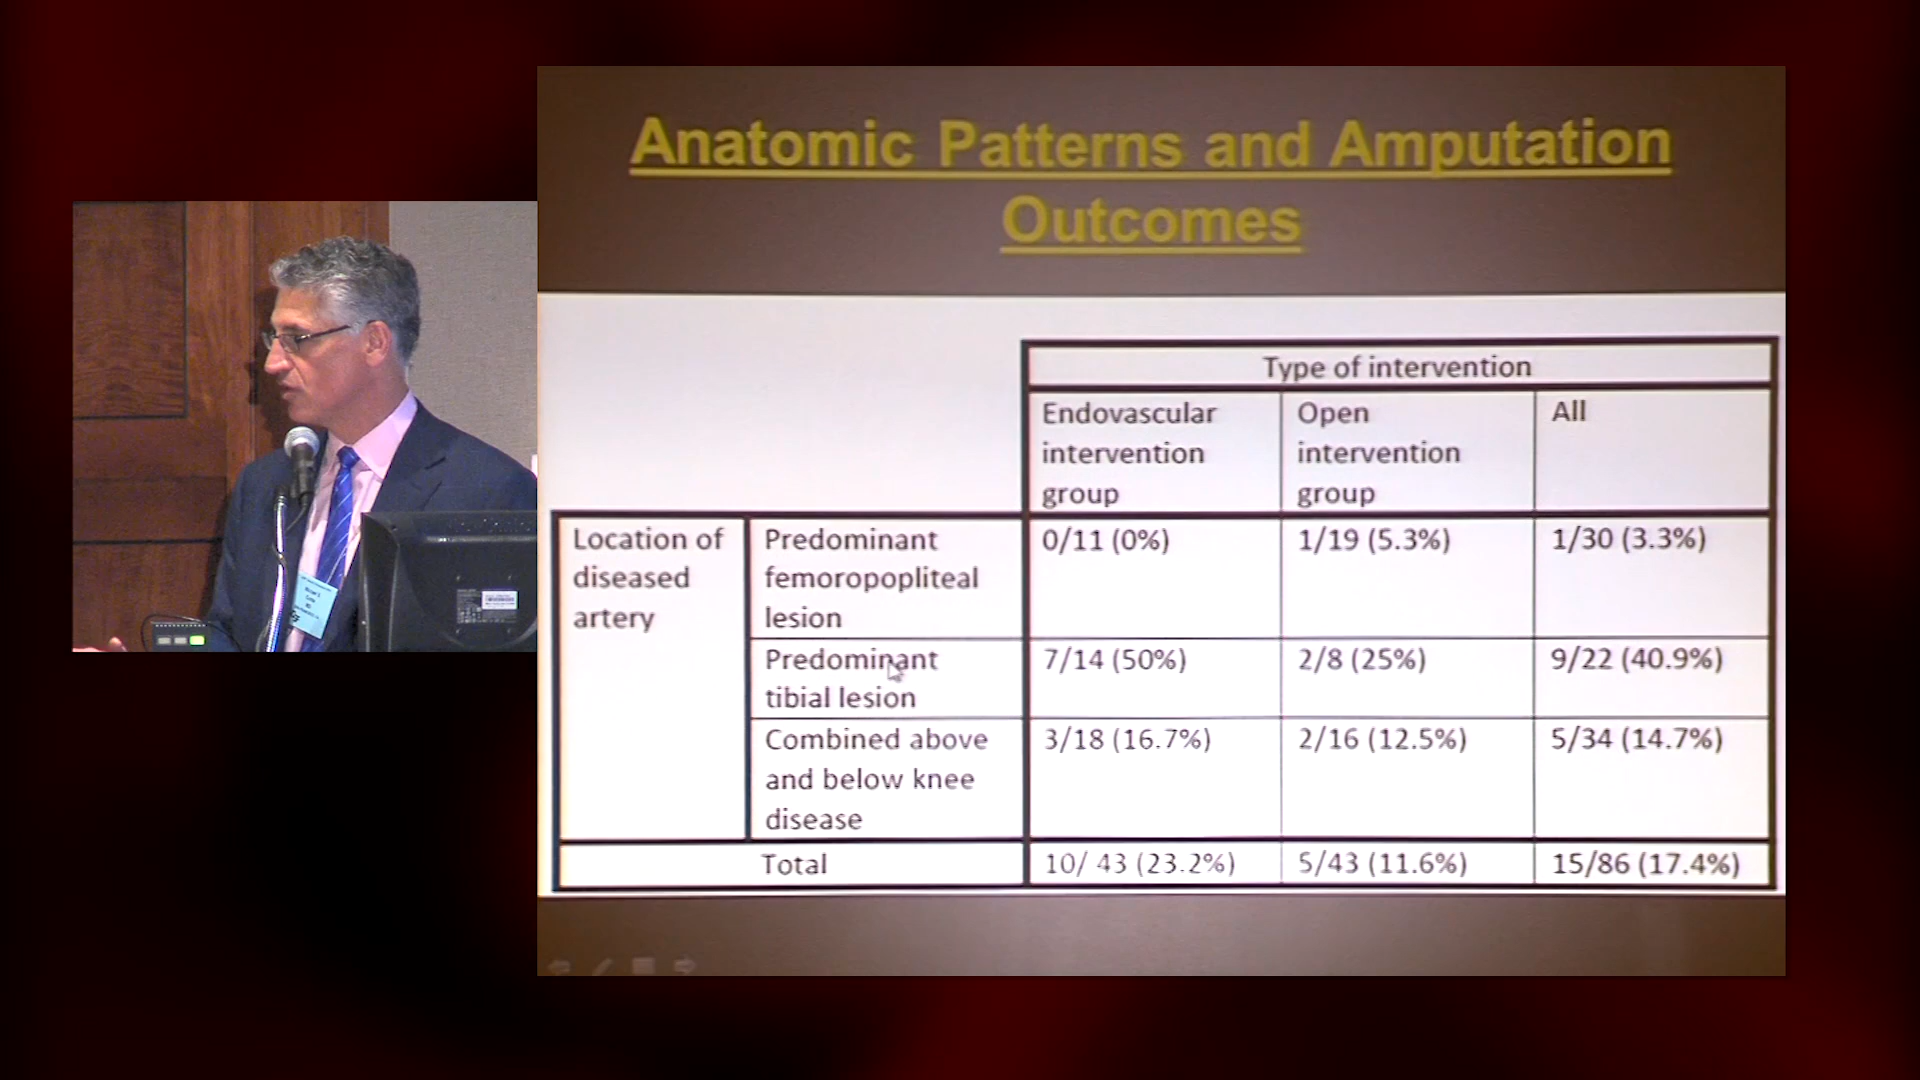 Anatomic Patterns and Amputation
Outcomes
Type of intervention
Endovascular
intervention
group
Open
intervention
group
All
Location of
diseased
artery
Predominant
femoropopliteal
lesion
0/11 (0%)
1/19 (5.3%)
1/30 (3.3%)
Predominant
tibial lesion
7/14 (50%)
2/8 (25%)
9/22 (40.9%)
Combined above
and below knee
disease
3/18 (16.7%)
2/16 (12.5%)
5/34 (14.7%)
Total
10/ 43 (23.2%)
5/43 (11.6%)
15/86 (17.4%)